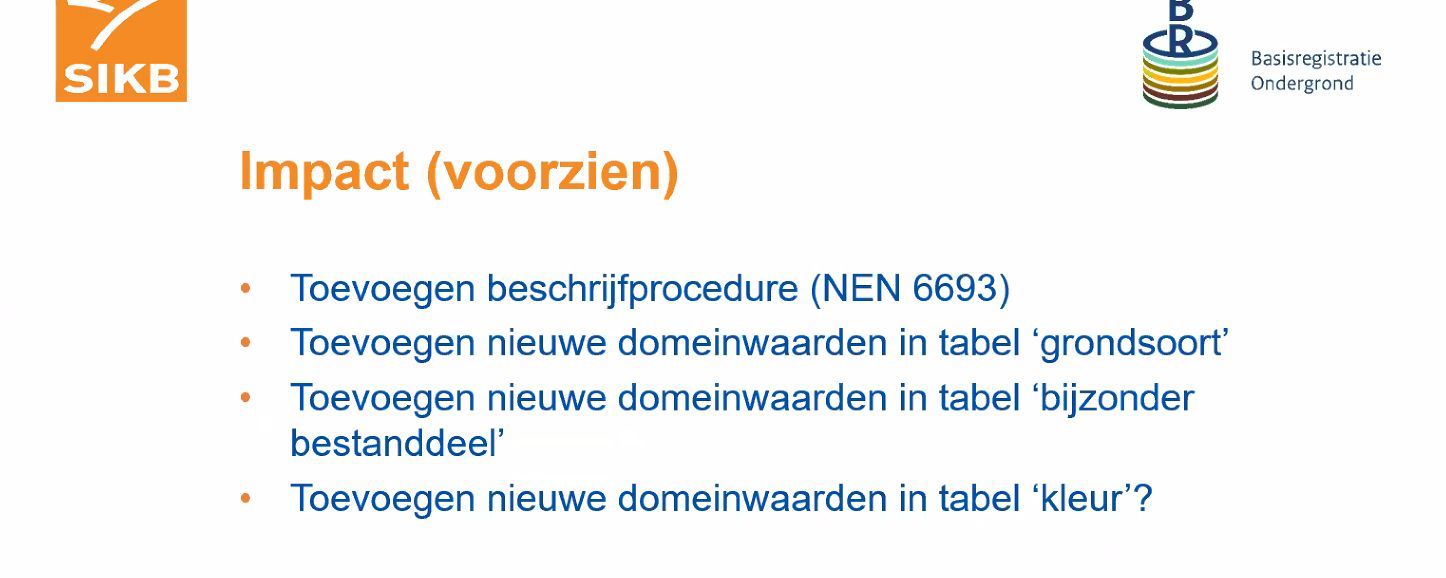 SIKB
B
R
Basisregistratie
Ondergrond
Impact (voorzien)
• Toevoegen beschrijfprocedure (NEN 6693)
• Toevoegen nieuwe domeinwaarden in tabel ‘grondsoort’
• Toevoegen nieuwe domeinwaarden in tabel ‘bijzonder
bestanddeel’
• Toevoegen nieuwe domeinwaarden in tabel ‘kleur’?